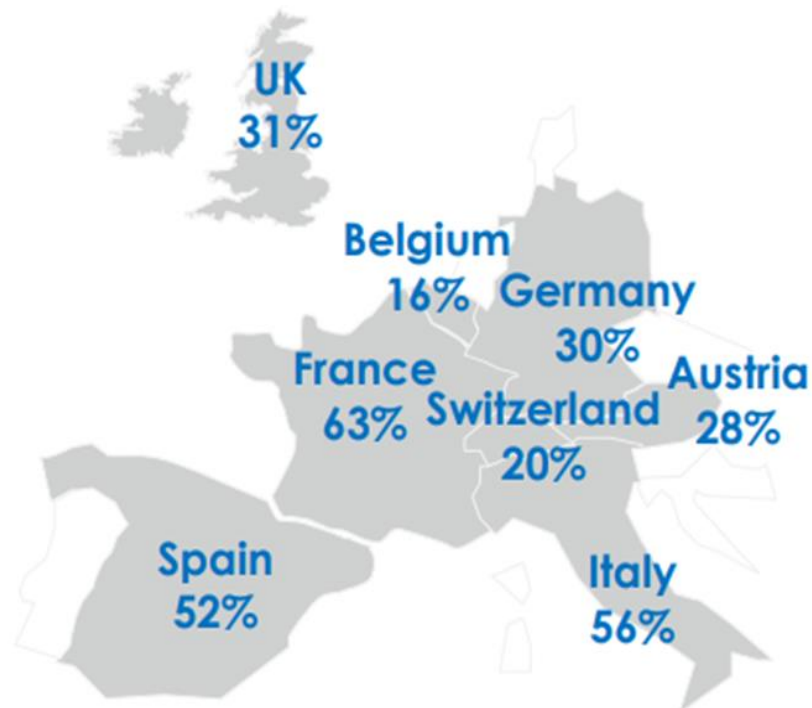 UK
31%
Belgium
16%
Germany
30%
France
63%
Switzerland
20%
Austria
28%
Spain
52%
Italy
56%